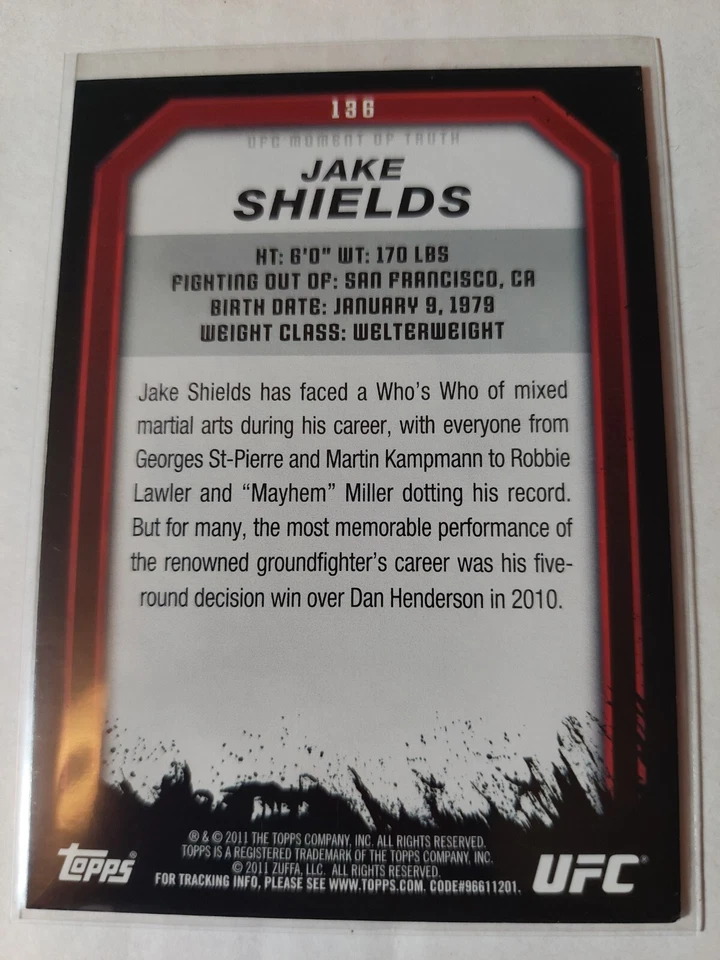 136
UFC MOMENT OF TRUTH
JAKE
SHIELDS
HT: 6'0" WT: 170 LBS
FIGHTING OUT OF: SAN FRANCISCO, CA
BIRTH DATE: JANUARY 9, 1979
WEIGHT CLASS: WELTERWEIGHT
Jake Shields has faced a Who's Who of mixed
martial arts during his career, with everyone from
Georges St-Pierre and Martin Kampmann to Robbie
Lawler and “Mayhem” Miller dotting his record.
But for many, the most memorable performance of
the renowned groundfighter's career was his five-
round decision win over Dan Henderson in 2010.
® & © 2011 THE TOPPS COMPANY, INC. ALL RIGHTS RESERVED.
TOPPS IS A REGISTERED TRADEMARK OF THE TOPPS COMPANY, INC.
© 2011 ZUFFA, LLC. ALL RIGHTS RESERVED.
FOR TRACKING INFO, PLEASE SEE WWW.TOPPS.COM. CODE#96611201.
topps®
UFC®